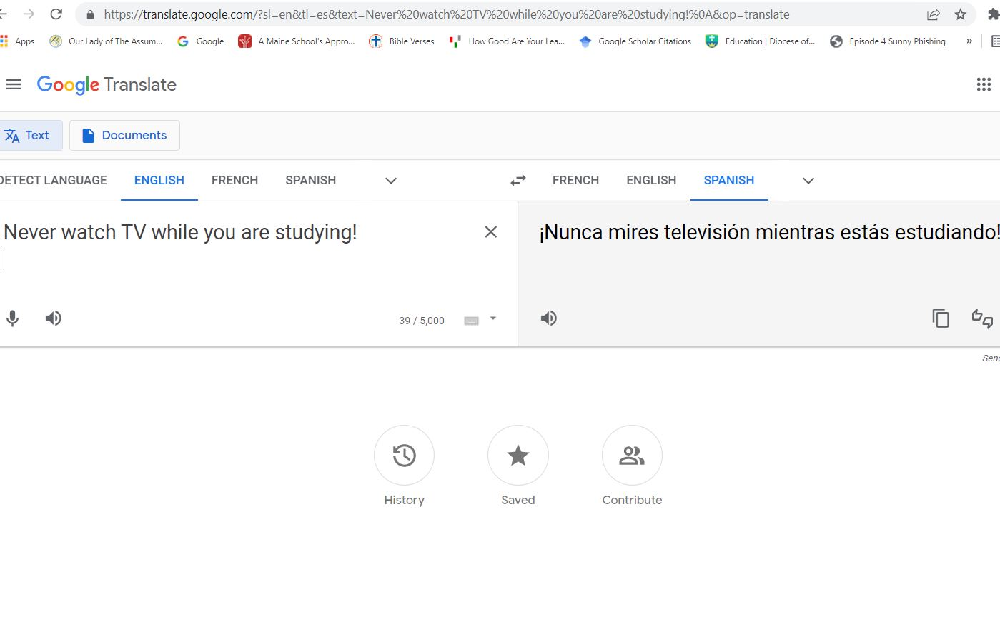 https://translate.google.com/?sl=en&tl=es&text=Never%20watch%20TV%20while%20you%20are%20studying!%0A&op=translate
Apps Our Lady of The Assum... Google A Maine School's Appro... Bible Verses How Good Are Your Lea... Google Scholar Citations Education | Diocese of... Episode 4 Sunny Phishing »
Google Translate
Text Documents
DETECT LANGUAGE ENGLISH FRENCH SPANISH FRENCH ENGLISH SPANISH
Never watch TV while you are studying! ¡Nunca mires televisión mientras estás estudiando!
39 / 5,000
History Saved Contribute